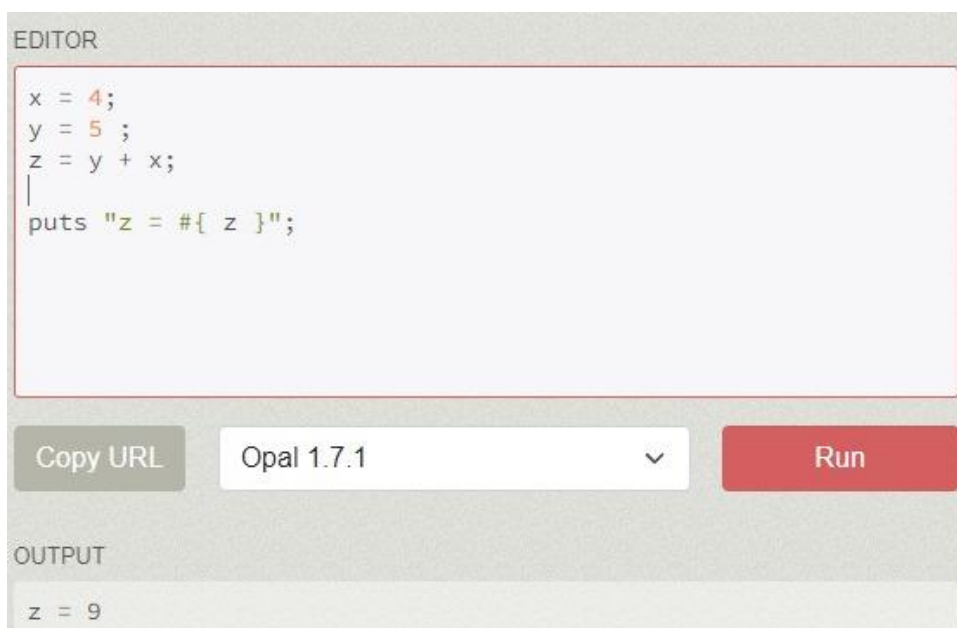 EDITOR
x = 4;
y = 5 ;
z = y + x;
puts "z = #{ z }";
Copy URL
Opal 1.7.1
Run
OUTPUT
z = 9